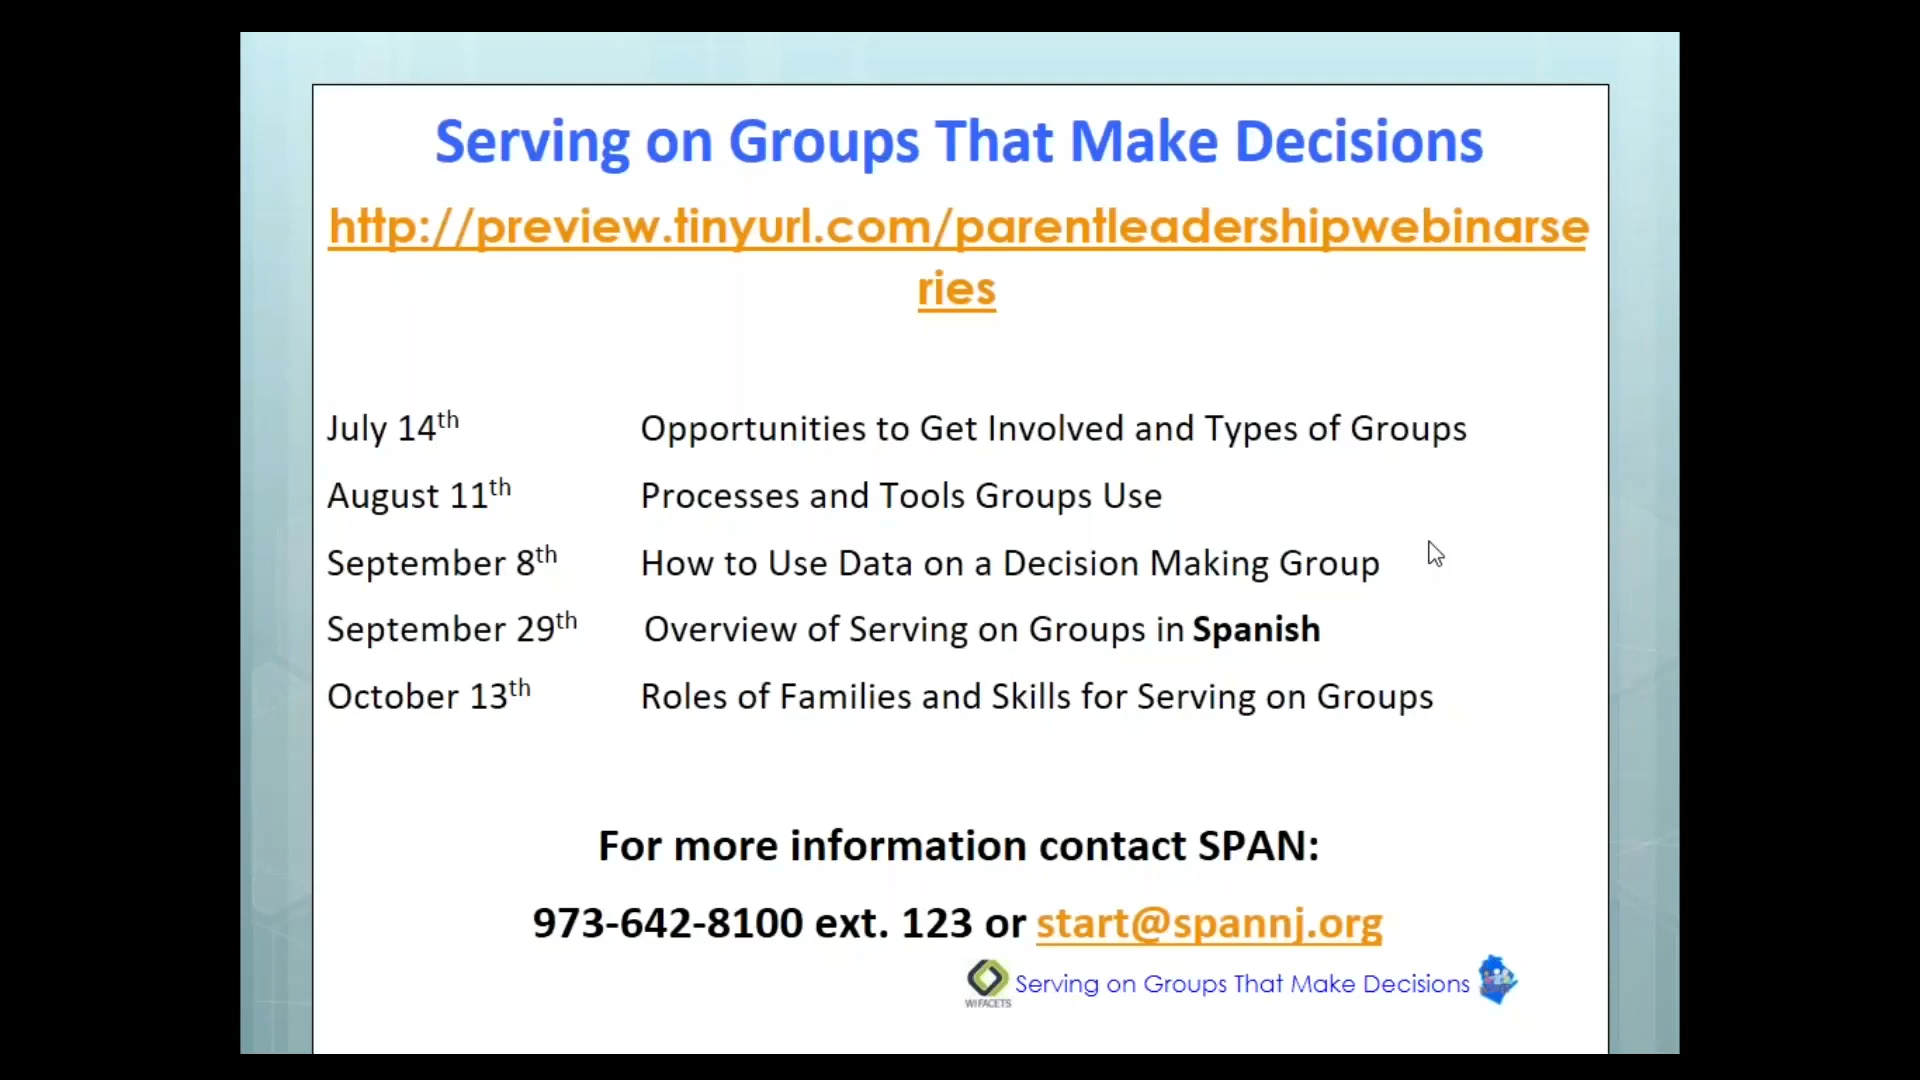 Serving on Groups That Make Decisions
http://preview.tinyurl.com/parentleadershipwebinarse
ries
July 14th Opportunities to Get Involved and Types of Groups
August 11th Processes and Tools Groups Use
September 8th How to Use Data on a Decision Making Group
September 29th Overview of Serving on Groups in Spanish
October 13th Roles of Families and Skills for Serving on Groups
For more information contact SPAN:
973-642-8100 ext. 123 or start@spannj.org
WI FACETS Serving on Groups That Make Decisions